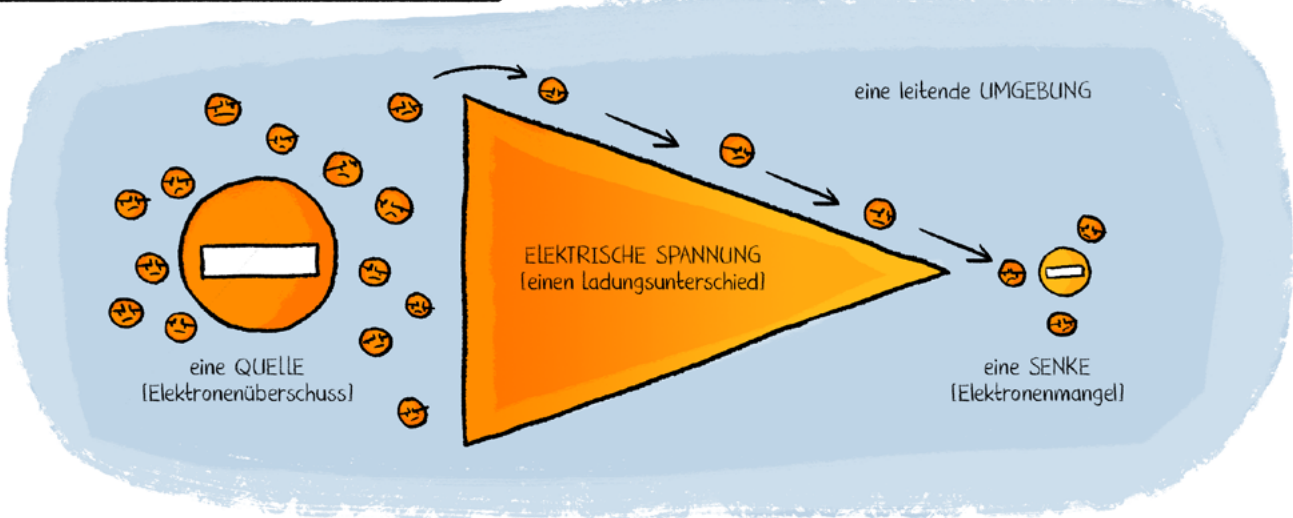 eine leitende UMGEBUNG
ELEKTRISCHE SPANNUNG
[einen Ladungsunterschied]
eine QUELLE
[Elektronenüberschuss]
eine SENKE
[Elektronenmangel]